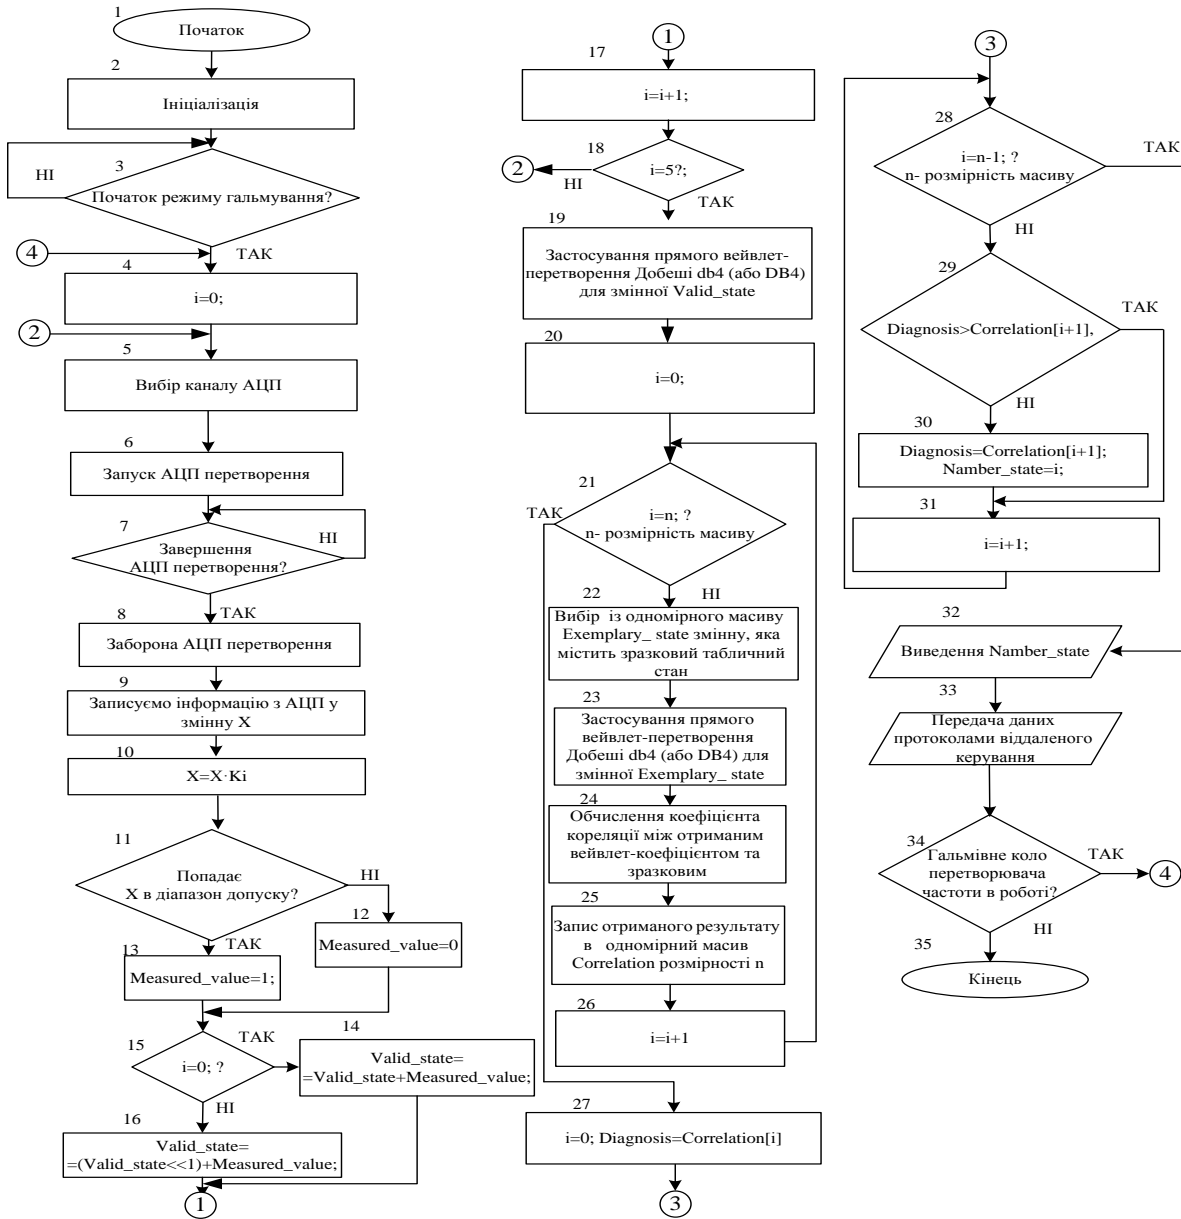 1
Початок
2
Ініціалізація
3
НІ
Початок режиму гальмування?
4
ТАК
4
i=0;
2
5
Вибір каналу АЦП
6
Запуск АЦП перетворення
7
НІ
Завершення
АЦП перетворення?
8
ТАК
Заборона АЦП перетворення
9
Записуємо інформацію з АЦП у
змінну X
10
X=X·Ki
11
Попадає
X в діапазон допуску?
НІ
12
Measured_value=0
13
ТАК
Measured_value=1;
14
15
ТАК
i=0; ?
Valid_state=
=Valid_state+Measured_value;
НІ
16
Valid_state=
=(Valid_state<<1)+Measured_value;
1
1
17
i=i+1;
18
2
i=5?;
НІ
ТАК
19
Застосування прямого вейвлет-
перетворення Добеші db4 (або DB4)
для змінної Valid_state
20
i=0;
21
ТАК
i=n; ?
n- розмірність масиву
НІ
22
Вибір із одномірного масиву
Exemplary_ state змінну, яка
містить зразковий табличний
стан
23
Застосування прямого
вейвлет-перетворення
Добеші db4 (або DB4) для
змінної Exemplary_ state
24
Обчислення коефіцієнта
кореляції між отриманим
вейвлет-коефіцієнтом та
зразковим
25
Запис отриманого результату
в одномірний масив
Correlation розмірності n
26
i=i+1
27
i=0; Diagnosis=Correlation[i]
3
3
28
ТАК
i=n-1; ?
n- розмірність масиву
НІ
29
ТАК
Diagnosis>Correlation[i+1],
НІ
30
Diagnosis=Correlation[i+1];
Namber_state=i;
31
i=i+1;
32
Виведення Namber_state
33
Передача даних
протоколами віддаленого
керування
34
Гальмівне коло
перетворювача
частоти в роботі?
ТАК
4
НІ
35
Кінець